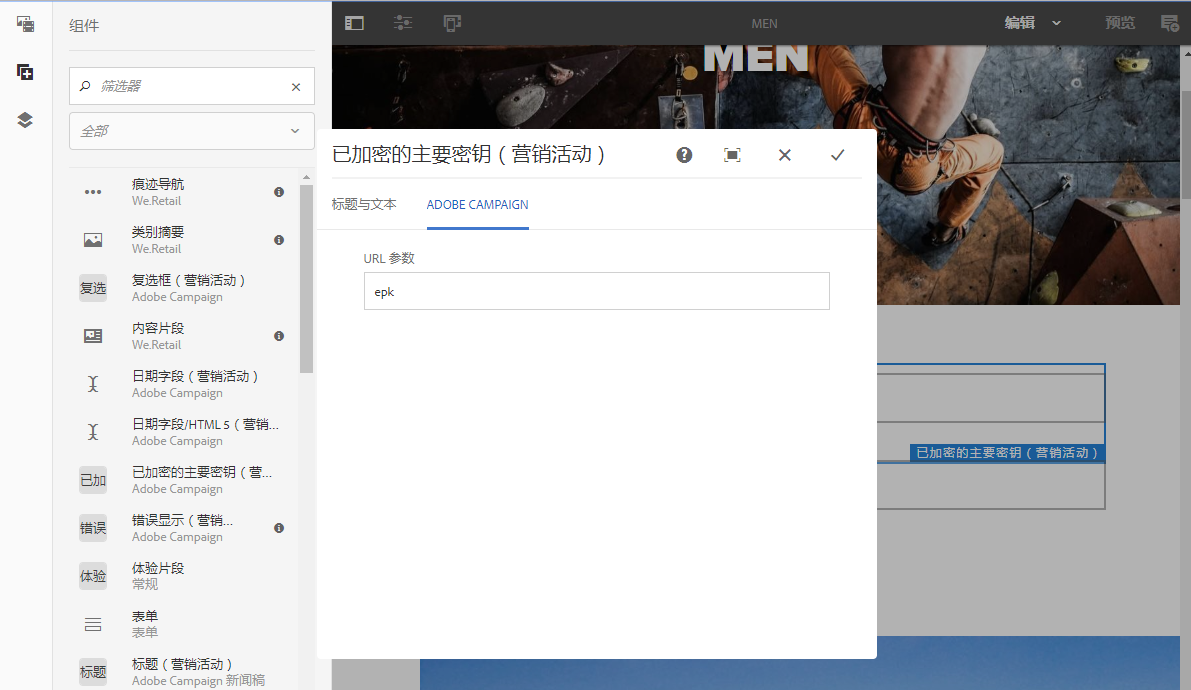 组件
MEN
编辑
预览
筛选器
全部
痕迹导航
We.Retail
类别摘要
We.Retail
复选
复选框（营销活动）
Adobe Campaign
内容片段
We.Retail
日期字段（营销活动）
Adobe Campaign
日期字段/HTML 5（营销...
Adobe Campaign
已加
已加密的主要密钥（营...
Adobe Campaign
错误
错误显示（营销...
Adobe Campaign
体验
体验片段
常规
表单
表单
标题
标题（营销活动）
Adobe Campaign 新闻稿
MEN
已加密的主要密钥（营销活动）
标题与文本
ADOBE CAMPAIGN
URL 参数
epk
已加密的主要密钥（营销活动）